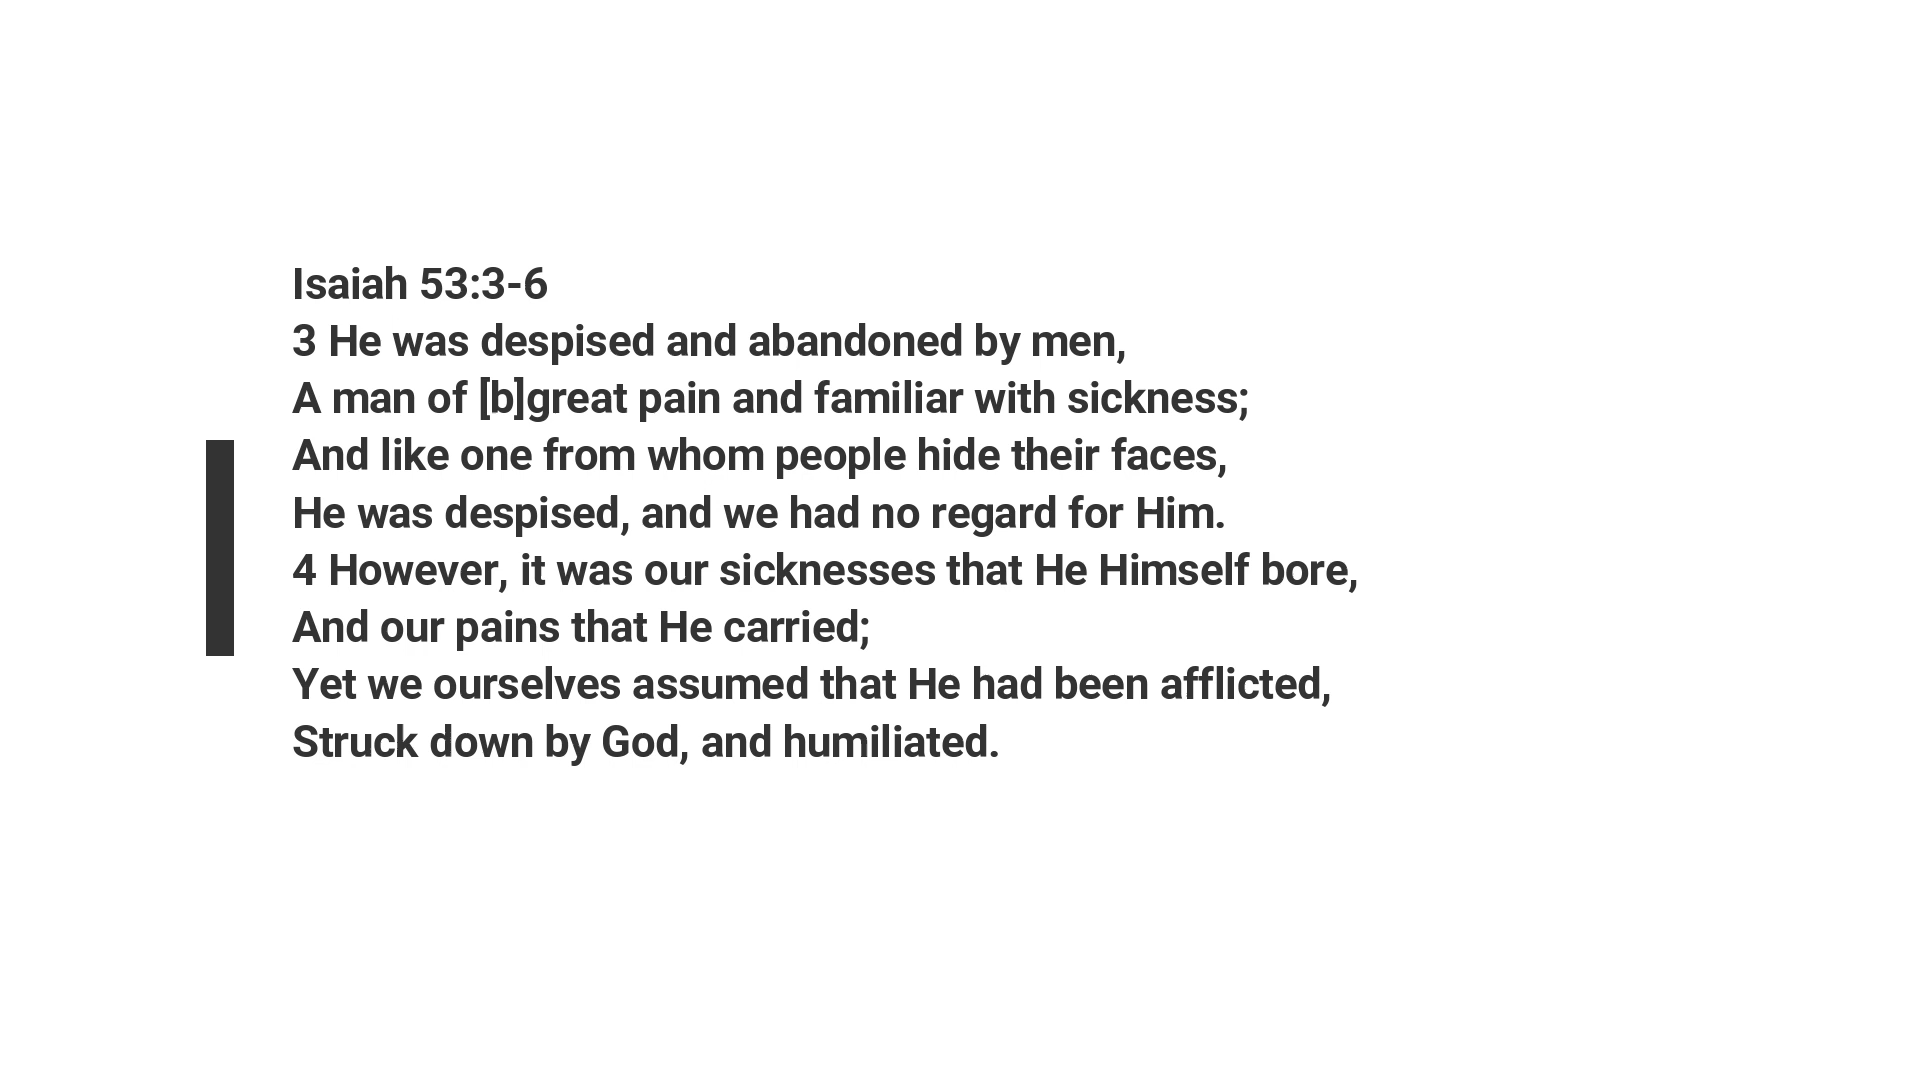 Isaiah 53:3-6
3 He was despised and abandoned by men,
A man of [b]great pain and familiar with sickness;
And like one from whom people hide their faces,
He was despised, and we had no regard for Him.
4 However, it was our sicknesses that He Himself bore,
And our pains that He carried;
Yet we ourselves assumed that He had been afflicted,
Struck down by God, and humiliated.